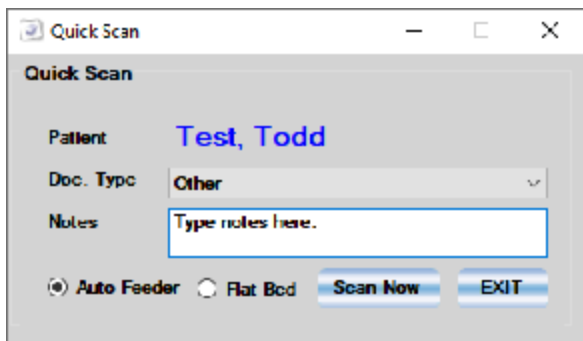 Quick Scan
Quick Scan
Patient Test, Todd
Doc. Type Other
Notes Type notes here.
Auto Feeder Flat Bed Scan Now EXIT